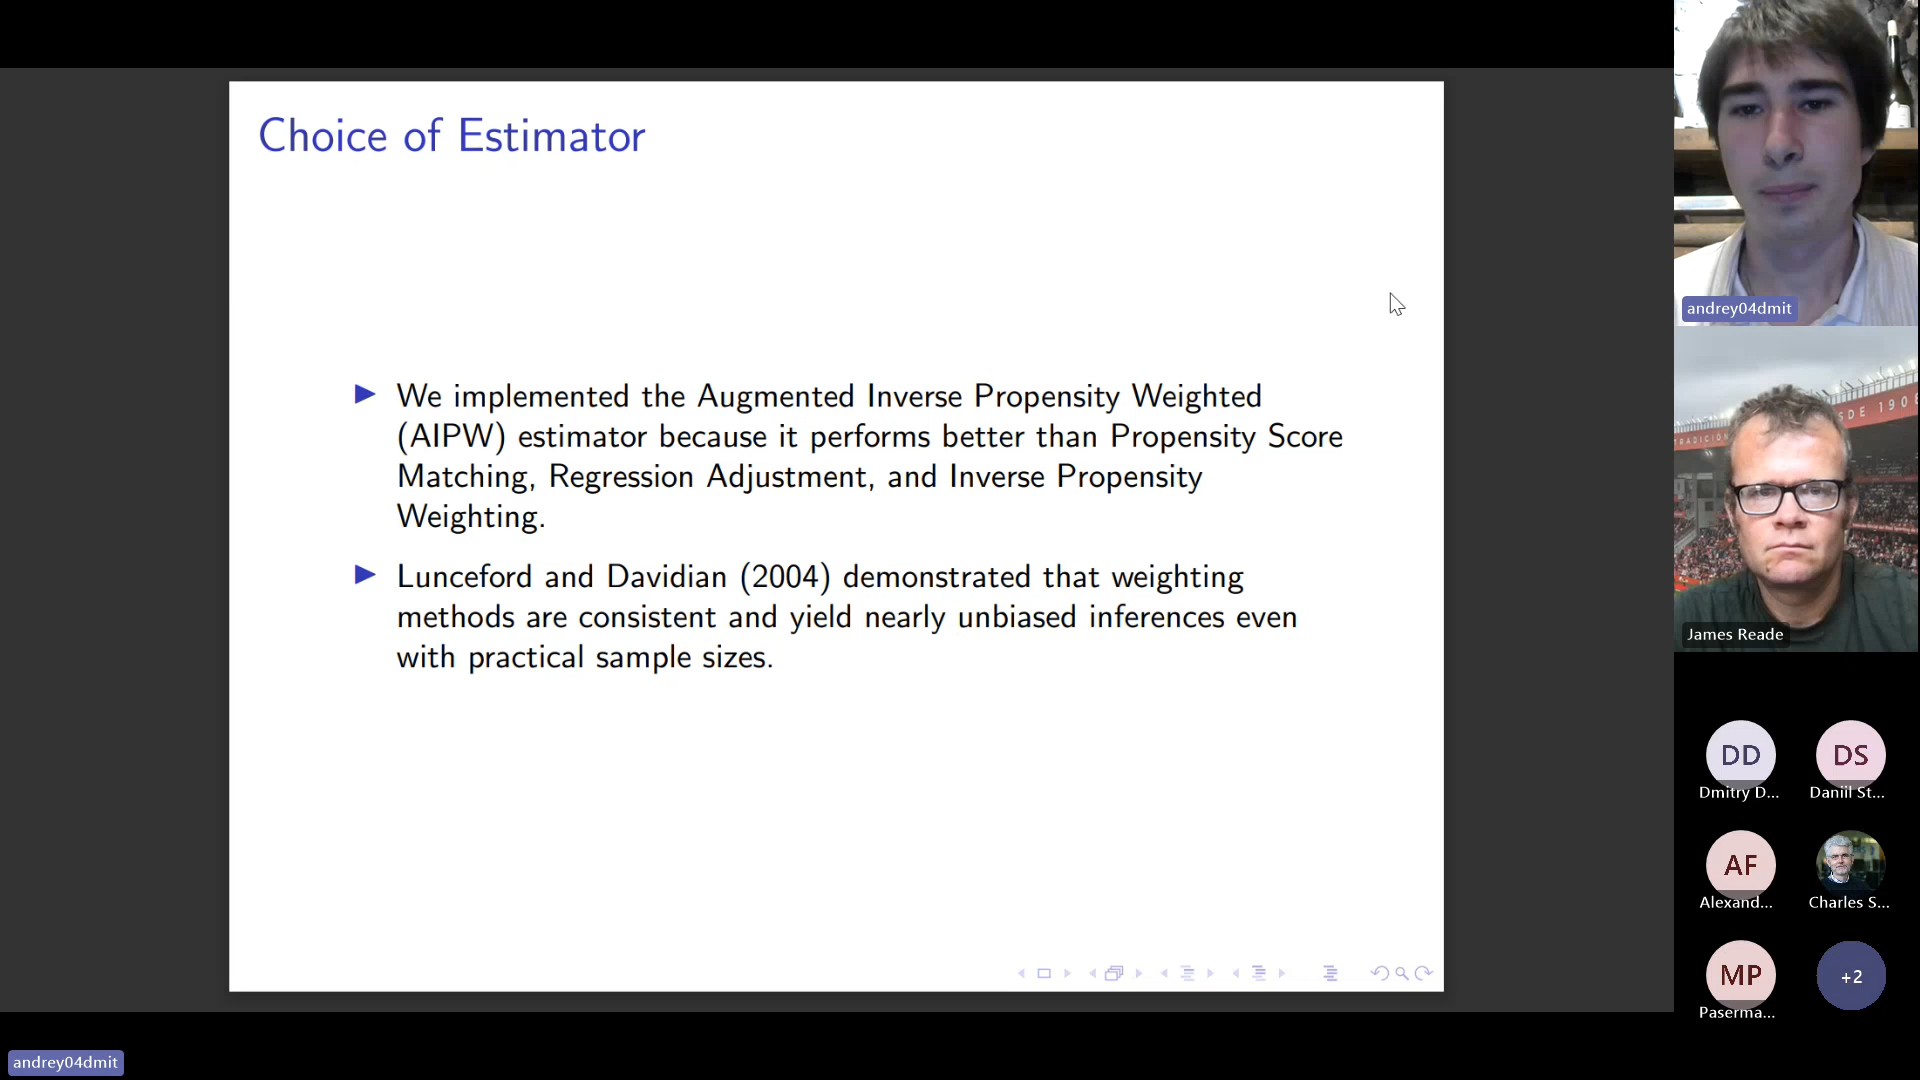 Choice of Estimator
We implemented the Augmented Inverse Propensity Weighted
(AIPW) estimator because it performs better than Propensity Score
Matching, Regression Adjustment, and Inverse Propensity
Weighting.
Lunceford and Davidian (2004) demonstrated that weighting
methods are consistent and yield nearly unbiased inferences even
with practical sample sizes.
andrey04dmit
SDE 1908
TRADICIÓN
James Reade
DD
Dmitry D...
DS
Daniil St...
AF
Alexand...
Charles S...
MP
Paserma...
+2
andrey04dmit